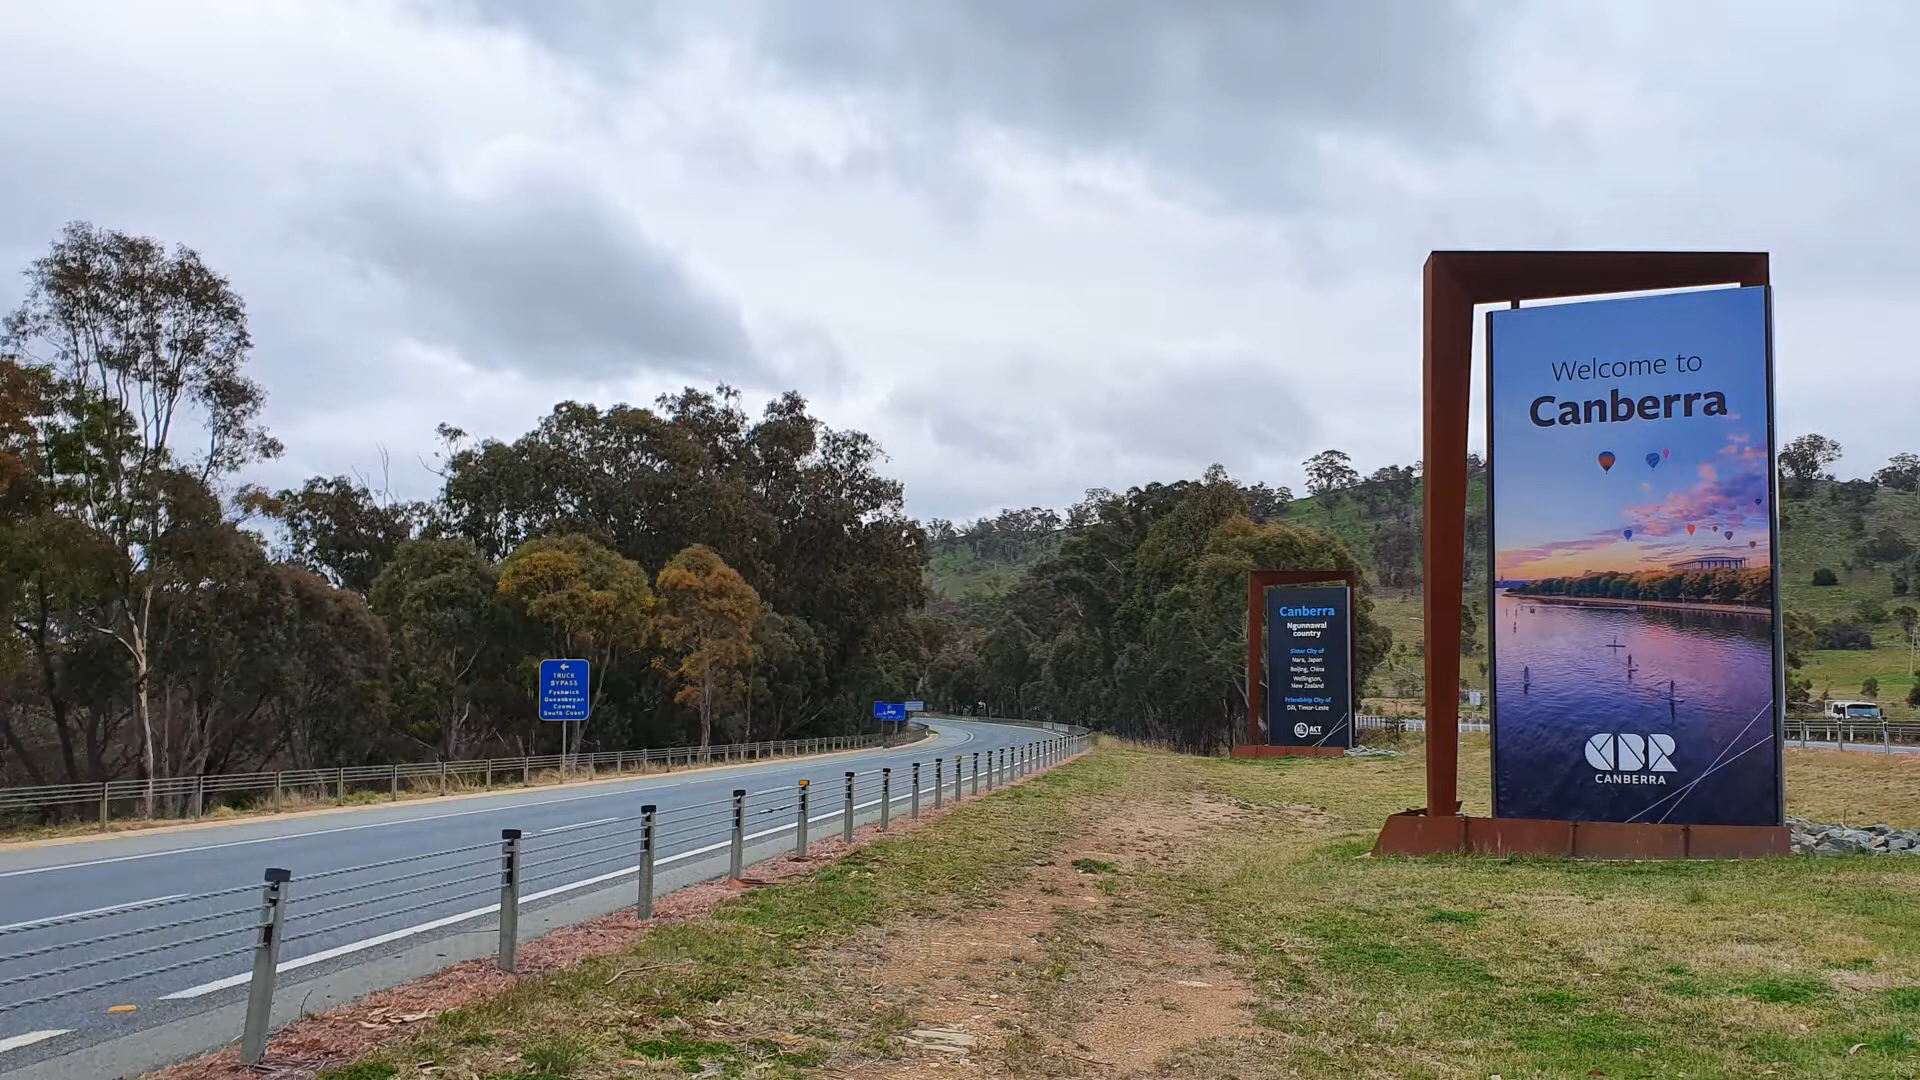 TRUCK
BYPASS
Fyshwick
Queanbeyan
Cooma
South Coast
Canberra
Ngunnawal
country
Sister City of
Nara, Japan
Beijing, China
Wellington,
New Zealand
Friendship City of
Dili, Timor-Leste
ACT
Welcome to
Canberra
CBR
CANBERRA